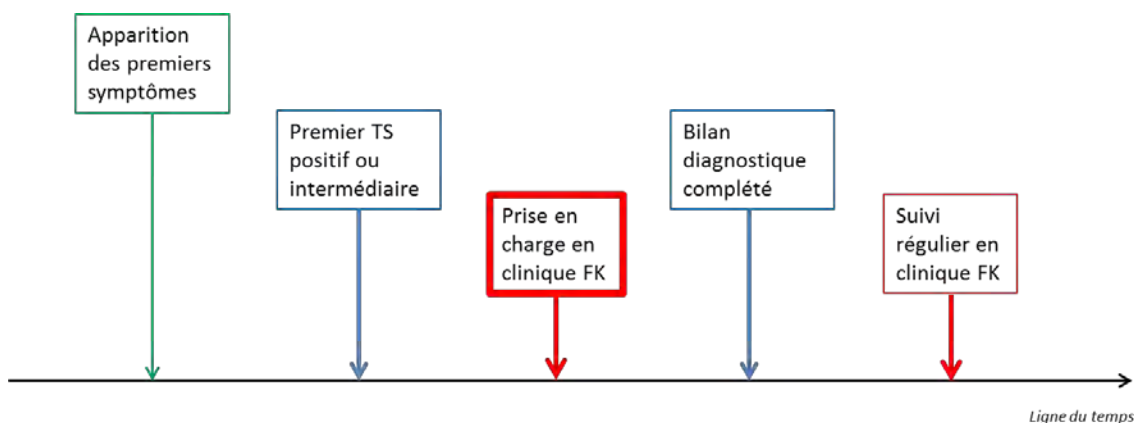 Apparition
des premiers
symptômes
Premier TS
positif ou
intermédiaire
Prise en
charge en
clinique FK
Bilan
diagnostique
complété
Suivi
régulier en
clinique FK
Ligne du temps